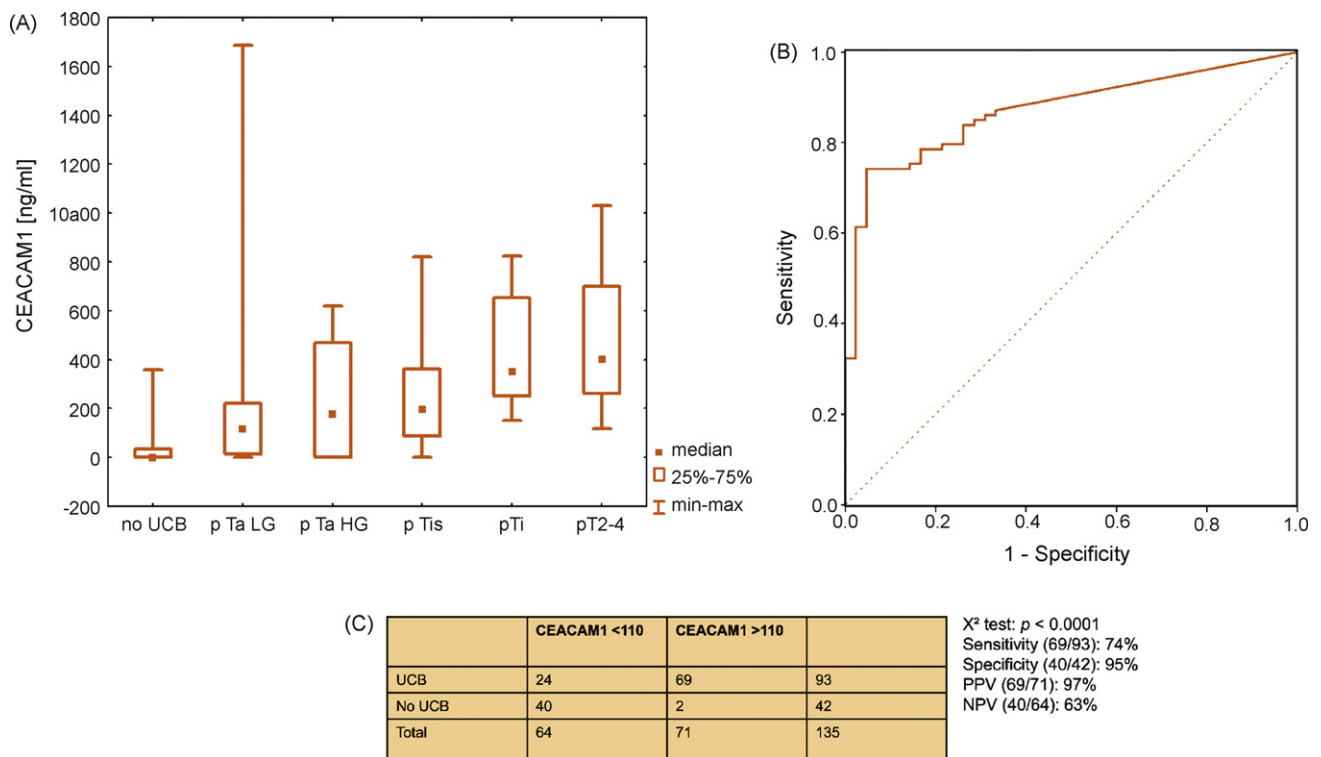 (A)
CEACAM1 [ng/ml]
1800
1600
1400
1200
10a00
800
600
400
200
0
-200
no UCB p Ta LG p Ta HG p Tis pTi pT2-4
median
25%-75%
min-max
(B)
Sensitivity
1.0
0.8
0.6
0.4
0.2
0.0
0.0 0.2 0.4 0.6 0.8 1.0
1 - Specificity
(C)
CEACAM1 <110 CEACAM1 >110
UCB 24 69 93
No UCB 40 2 42
Total 64 71 135
X² test: p < 0.0001
Sensitivity (69/93): 74%
Specificity (40/42): 95%
PPV (69/71): 97%
NPV (40/64): 63%